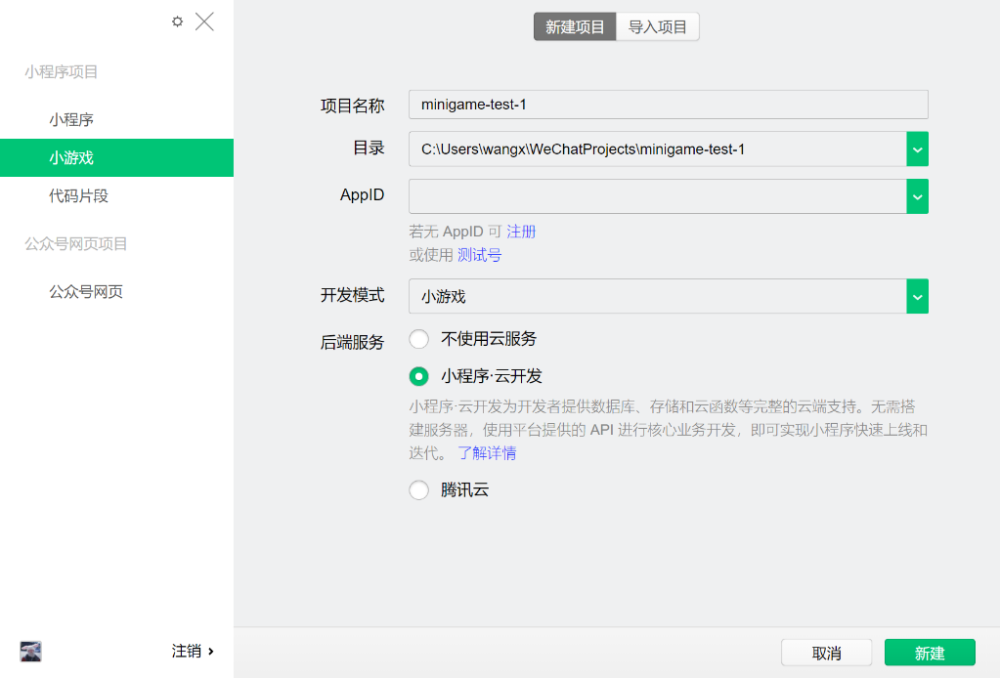 新建项目 导入项目
小程序项目
小程序
小游戏
代码片段
公众号网页项目
公众号网页
注销
项目名称 minigame-test-1
目录 C:\Users\wangx\WeChatProjects\minigame-test-1
AppID
若无 AppID 可 注册
或使用 测试号
开发模式 小游戏
后端服务 不使用云服务
小程序·云开发
小程序·云开发为开发者提供数据库、存储和云函数等完整的云端支持。无需搭
建服务器，使用平台提供的 API 进行核心业务开发，即可实现小程序快速上线和
迭代。 了解详情
腾讯云
取消 新建